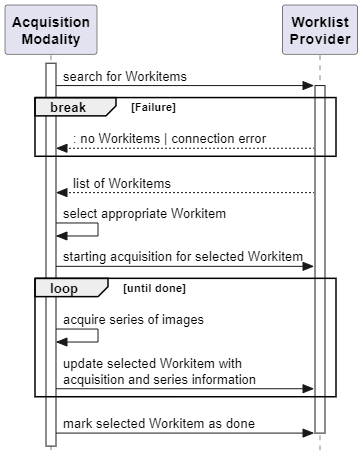 Acquisition
Modality
Worklist
Provider
search for Workitems
break
[Failure]
: no Workitems | connection error
list of Workitems
select appropriate Workitem
starting acquisition for selected Workitem
loop
[until done]
acquire series of images
update selected Workitem with
acquisition and series information
mark selected Workitem as done